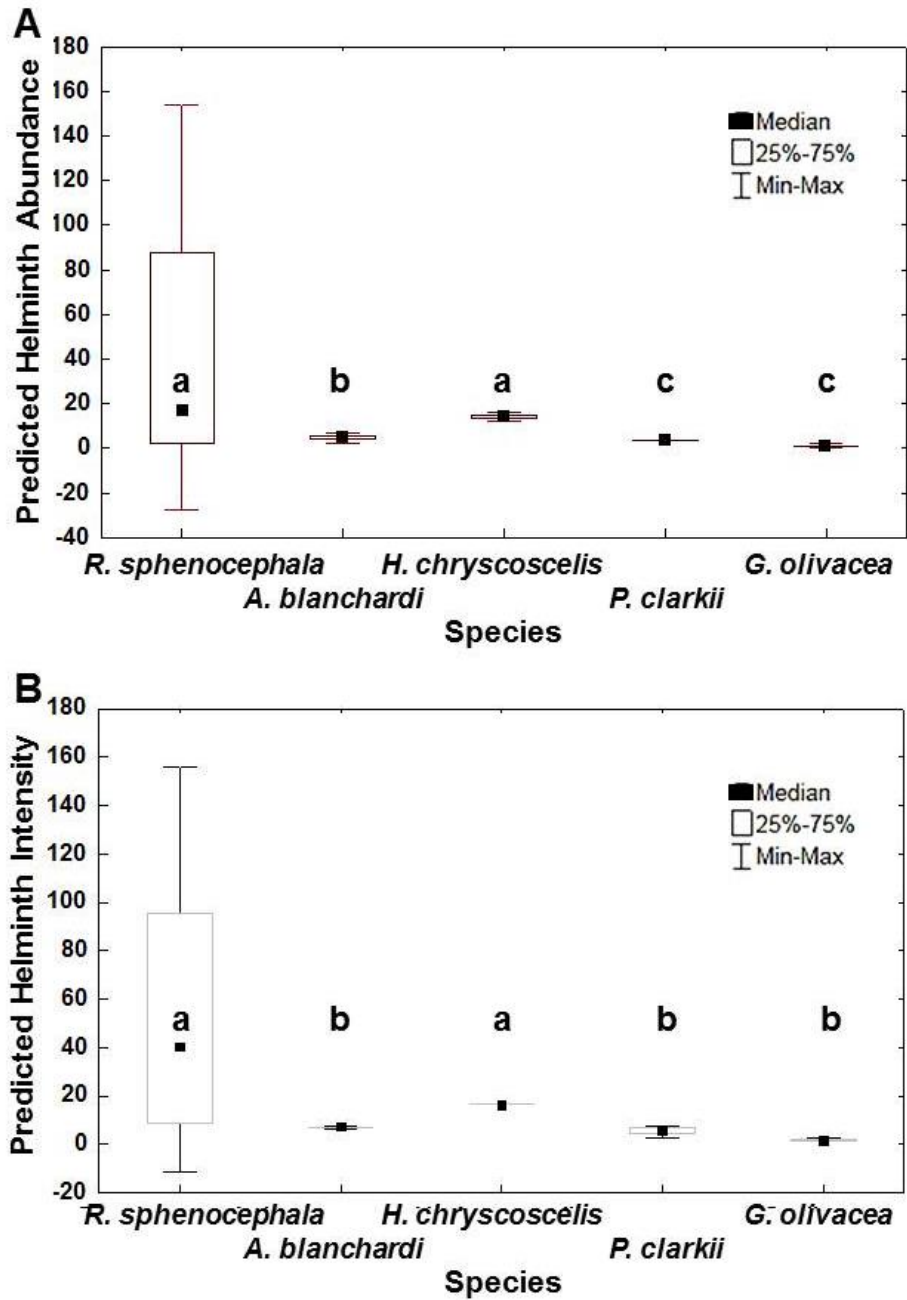 A
180
160
140
120
100
80
60
40
20
0
-20
-40
Predicted Helminth Abundance
Median
25%-75%
Min-Max
a
b
a
c
c
R. sphenocephala
H. chryscoscelis
G. olivacea
A. blanchardi
P. clarkii
Species
B
180
160
140
120
100
80
60
40
20
0
-20
Predicted Helminth Intensity
Median
25%-75%
Min-Max
a
b
a
b
b
R. sphenocephala
H. chryscoscelis
G. olivacea
A. blanchardi
P. clarkii
Species